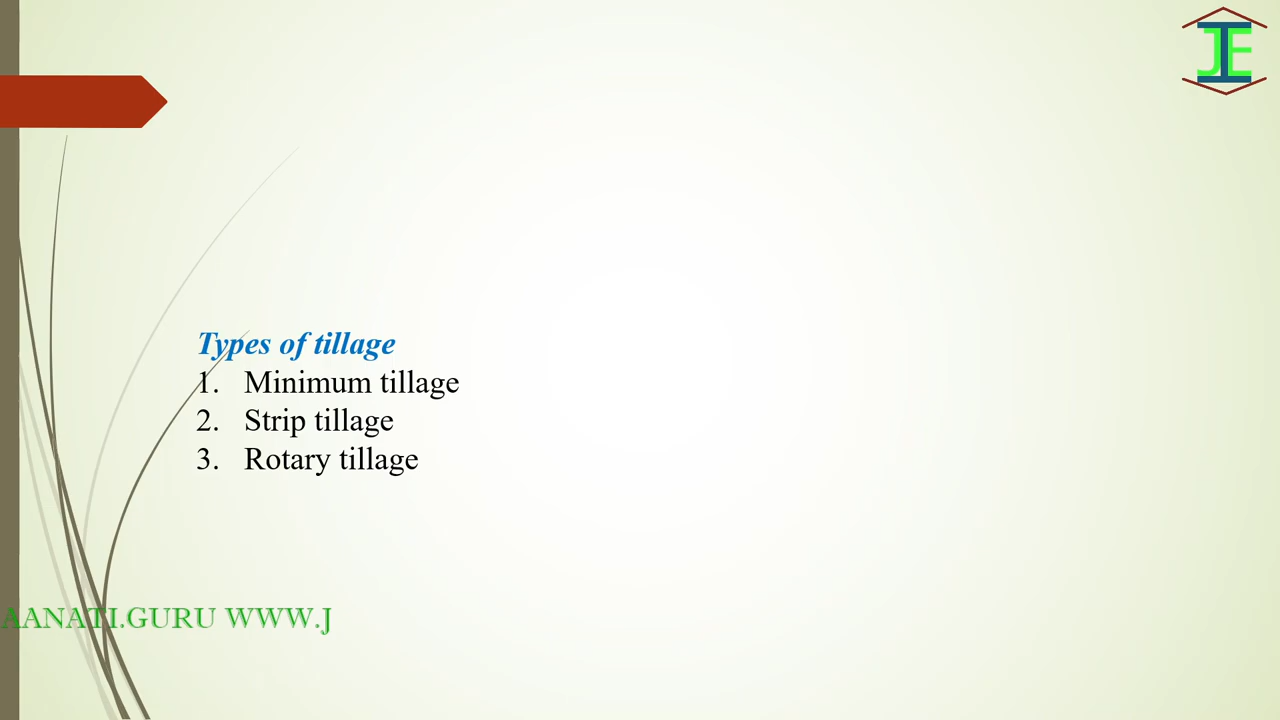 JE
Types of tillage
1. Minimum tillage
2. Strip tillage
3. Rotary tillage
AANATI.GURU WWW.J